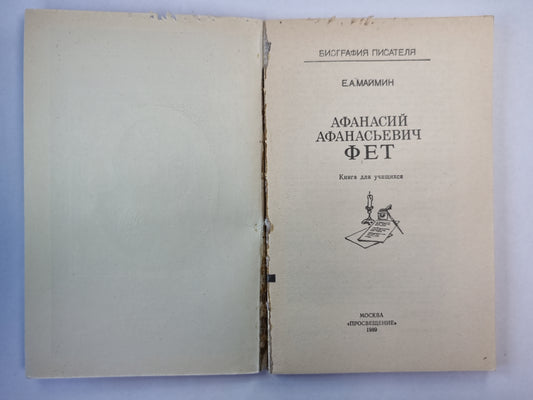 БИОГРАФИЯ ПИСАТЕЛЯ
Е.А.МАЙМИН
АФАНАСИЙ
АФАНАСЬЕВИЧ
ФЕТ
Книга для учащихся
МОСКВА
«ПРОСВЕЩЕНИЕ»
1989